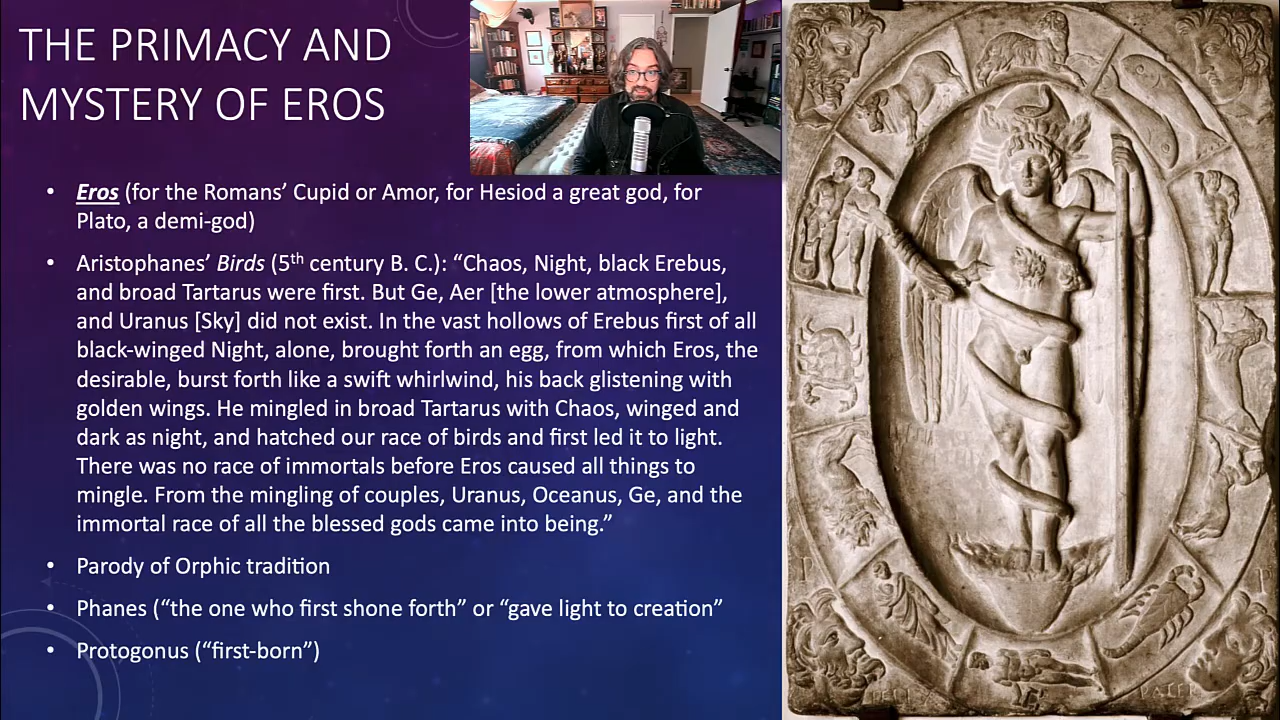 THE PRIMACY AND
MYSTERY OF EROS
• Eros (for the Romans’ Cupid or Amor, for Hesiod a great god, for
Plato, a demi-god)
• Aristophanes’ Birds (5th century B. C.): “Chaos, Night, black Erebus,
and broad Tartarus were first. But Ge, Aer [the lower atmosphere],
and Uranus [Sky] did not exist. In the vast hollows of Erebus first of all
black-winged Night, alone, brought forth an egg, from which Eros, the
desirable, burst forth like a swift whirlwind, his back glistening with
golden wings. He mingled in broad Tartarus with Chaos, winged and
dark as night, and hatched our race of birds and first led it to light.
There was no race of immortals before Eros caused all things to
mingle. From the mingling of couples, Uranus, Oceanus, Ge, and the
immortal race of all the blessed gods came into being.”
• Parody of Orphic tradition
• Phanes (“the one who first shone forth” or “gave light to creation”
• Protogonus (“first-born”)
PATER